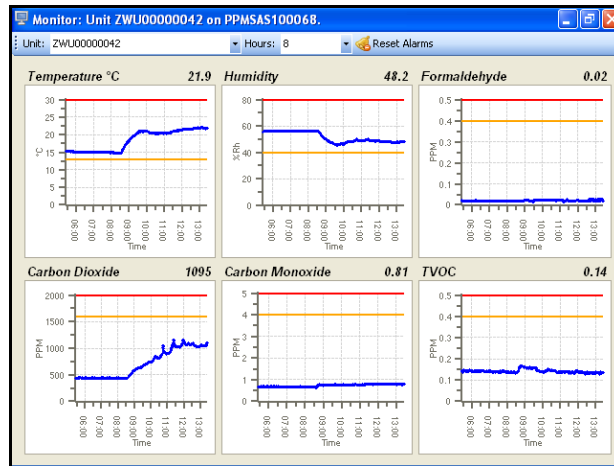 Monitor: Unit ZWU00000042 on PPMSAS100068.
Unit: ZWU00000042 Hours: 8 Reset Alarms
Temperature °C 21.9 Humidity 48.2 Formaldehyde 0.02
30 80 0.5
25 60 0.4
20 0.3
15 40 0.2
10 20 0.1
5
0 0 0
°C %Rh PPM
06:00 07:00 08:00 09:00 10:00 11:00 12:00 13:00 06:00 07:00 08:00 09:00 10:00 11:00 12:00 13:00 06:00 07:00 08:00 09:00 10:00 11:00 12:00 13:00
Time Time Time
Carbon Dioxide 1095 Carbon Monoxide 0.81 TVOC 0.14
2000 5 0.5
1500 4 0.4
1000 3 0.3
500 2 0.2
0 1 0.1
0 0
PPM PPM PPM
06:00 07:00 08:00 09:00 10:00 11:00 12:00 13:00 06:00 07:00 08:00 09:00 10:00 11:00 12:00 13:00 06:00 07:00 08:00 09:00 10:00 11:00 12:00 13:00
Time Time Time